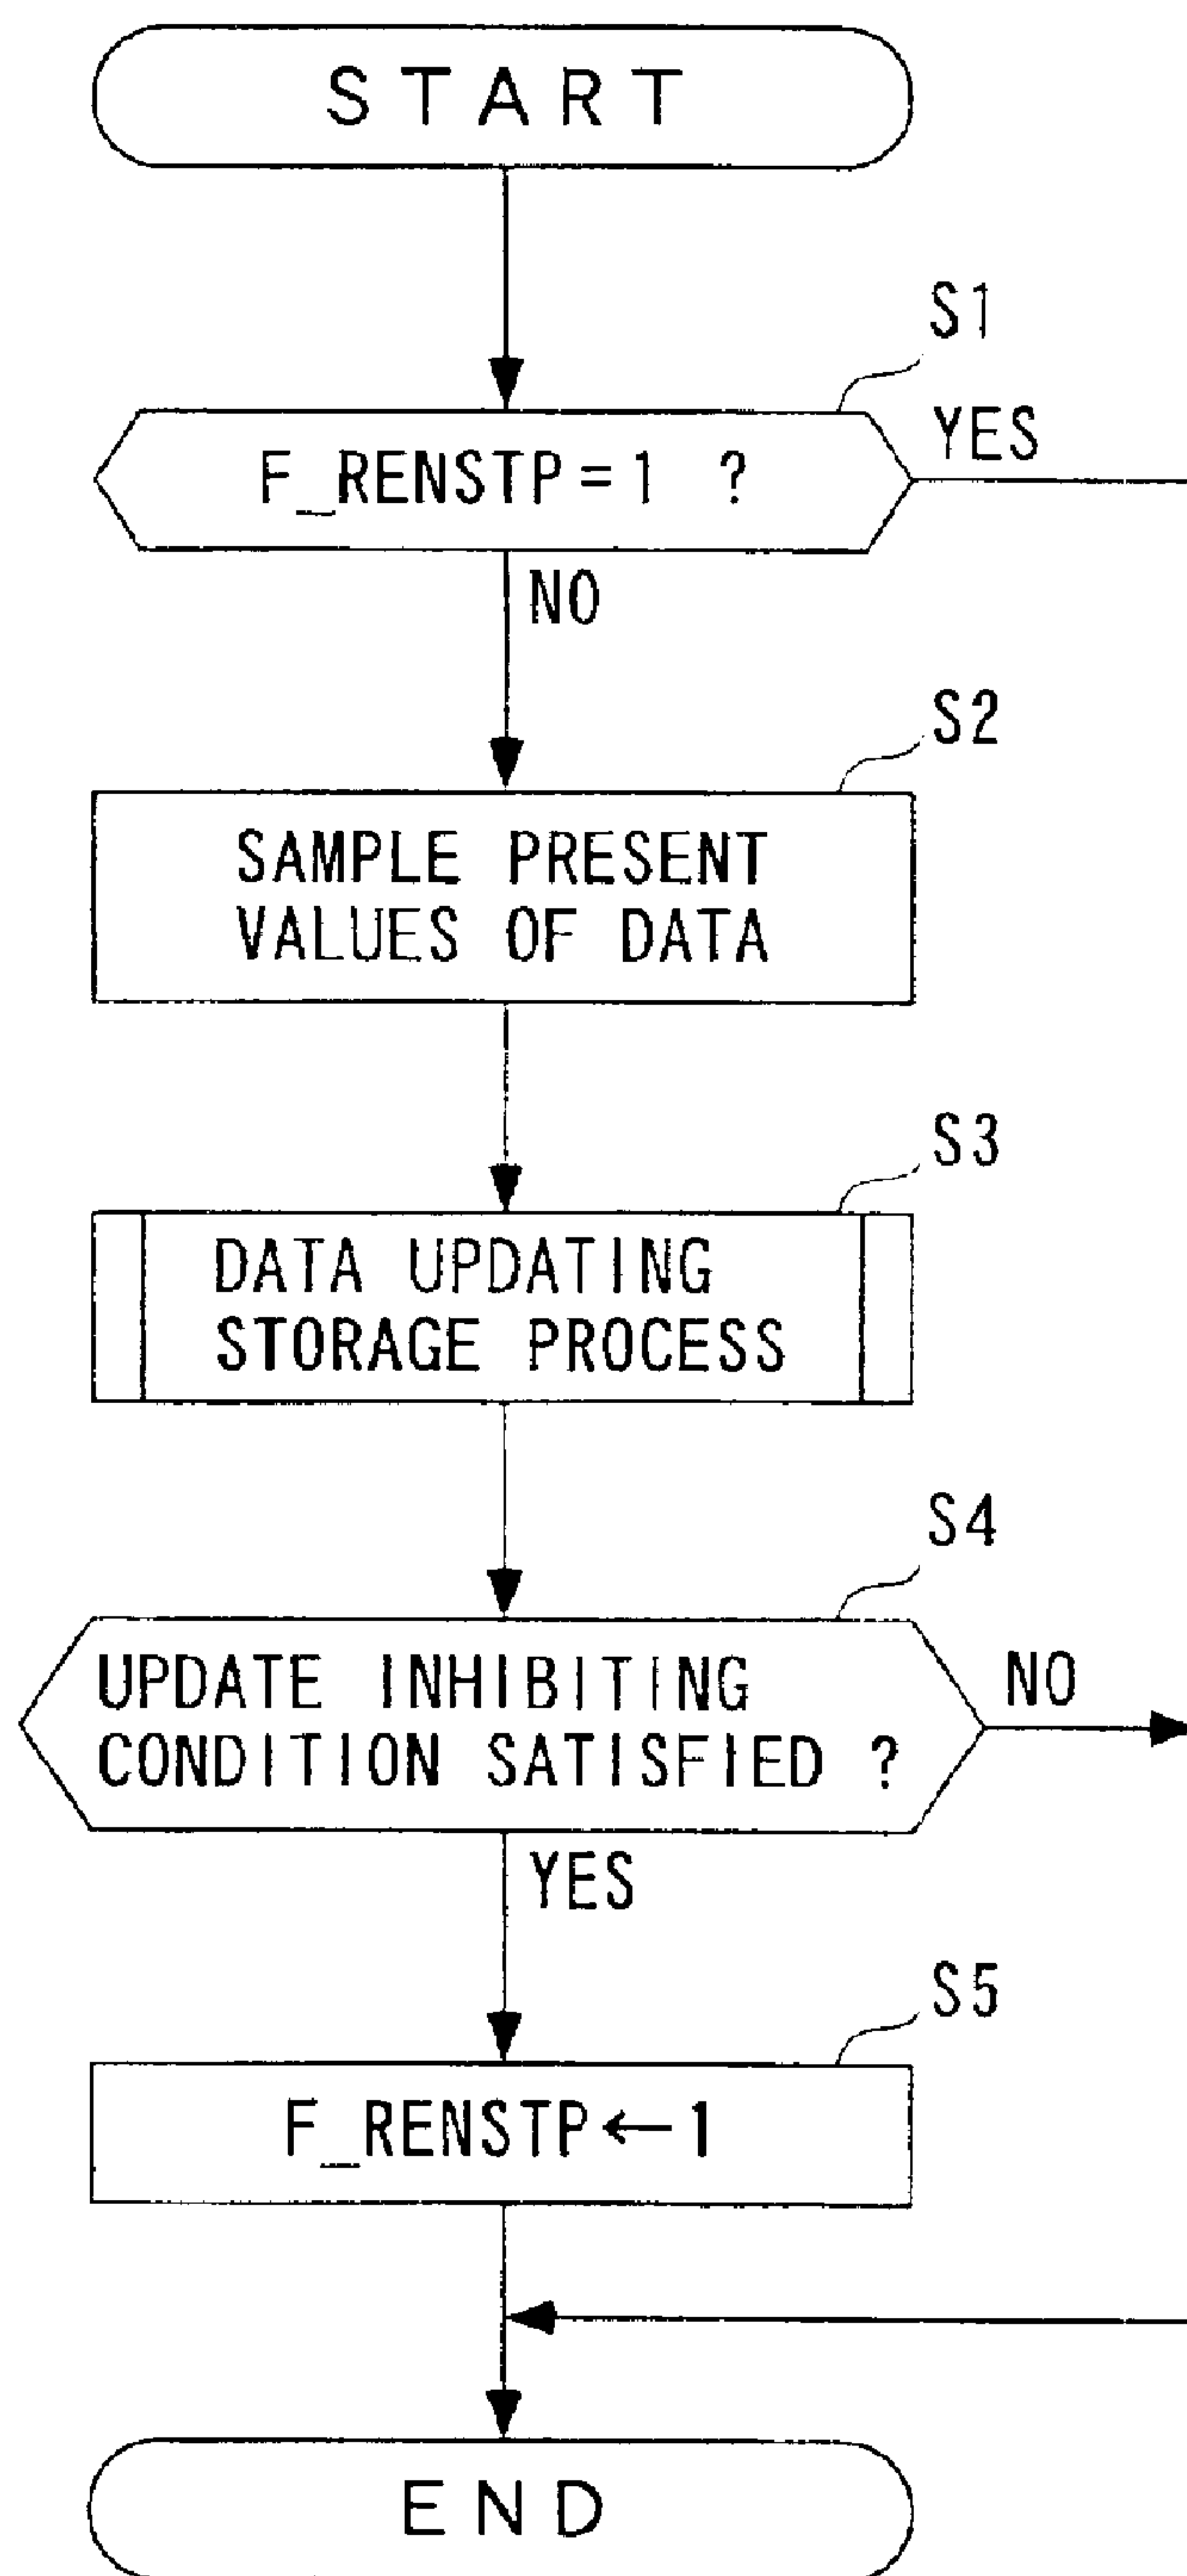 START
S1
F_RENSTP=1 ?
YES
NO
S2
SAMPLE PRESENT
VALUES OF DATA
S3
DATA UPDATING
STORAGE PROCESS
S4
UPDATE INHIBITING
CONDITION SATISFIED ?
NO
YES
S5
F_RENSTP←1
END